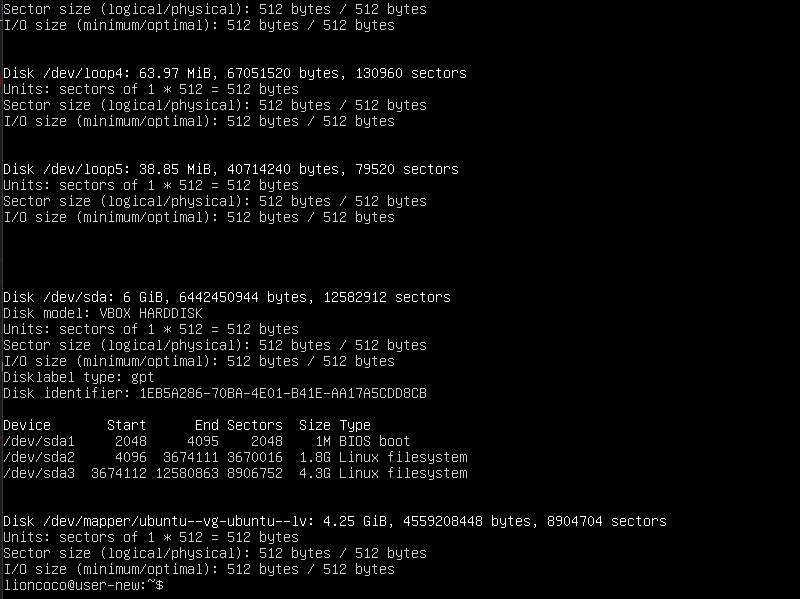 Sector size (logical/physical): 512 bytes / 512 bytes
I/O size (minimum/optimal): 512 bytes / 512 bytes
Disk /dev/loop4: 63.97 MiB, 67051520 bytes, 130960 sectors
Units: sectors of 1 * 512 = 512 bytes
Sector size (logical/physical): 512 bytes / 512 bytes
I/O size (minimum/optimal): 512 bytes / 512 bytes
Disk /dev/loop5: 38.85 MiB, 40714240 bytes, 79520 sectors
Units: sectors of 1 * 512 = 512 bytes
Sector size (logical/physical): 512 bytes / 512 bytes
I/O size (minimum/optimal): 512 bytes / 512 bytes
Disk /dev/sda: 6 GiB, 6442450944 bytes, 12582912 sectors
Disk model: VBOX HARDDISK
Units: sectors of 1 * 512 = 512 bytes
Sector size (logical/physical): 512 bytes / 512 bytes
I/O size (minimum/optimal): 512 bytes / 512 bytes
Disklabel type: gpt
Disk identifier: 1EB5A286-70BA-4E01-B41E-AA17A5CDD8CB
Device       Start      End Sectors  Size Type
/dev/sda1     2048     4095    2048    1M BIOS boot
/dev/sda2     4096  3674111 3670016  1.8G Linux filesystem
/dev/sda3  3674112 12580863 8906752  4.3G Linux filesystem
Disk /dev/mapper/ubuntu--vg-ubuntu--lv: 4.25 GiB, 4559208448 bytes, 8904704 sectors
Units: sectors of 1 * 512 = 512 bytes
Sector size (logical/physical): 512 bytes / 512 bytes
I/O size (minimum/optimal): 512 bytes / 512 bytes
lioncoco@user-new:~$